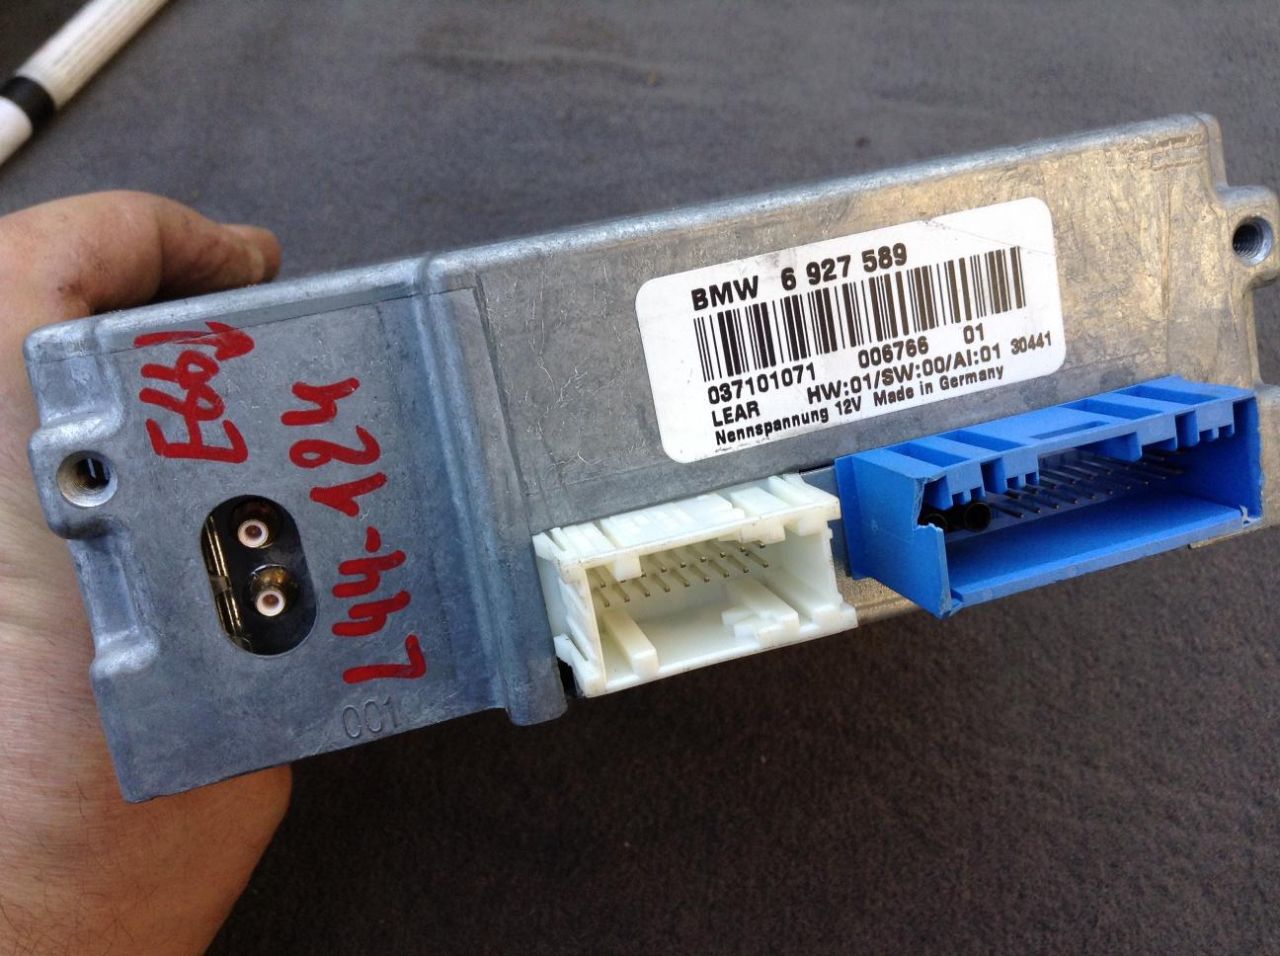 BMW 6 927 589
037101071 006766 01
LEAR HW:01/SW:00/AI:01 30441
Nennspannung 12V Made in Germany
L44-124
001